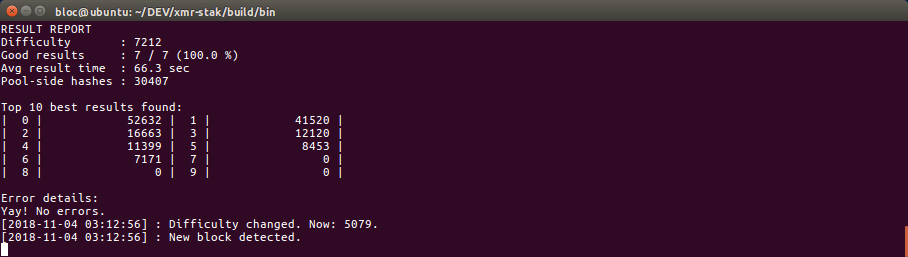 bloc@ubuntu: ~/DEV/xmr-stak/build/bin
RESULT REPORT
Difficulty       : 7212
Good results     : 7 / 7 (100.0 %)
Avg result time  : 66.3 sec
Pool-side hashes : 30407
Top 10 best results found:
|  0 |            52632 |  1 |            41520 |
|  2 |            16663 |  3 |            12120 |
|  4 |            11399 |  5 |             8453 |
|  6 |             7171 |  7 |                0 |
|  8 |                0 |  9 |                0 |
Error details:
Yay! No errors.
[2018-11-04 03:12:56] : Difficulty changed. Now: 5079.
[2018-11-04 03:12:56] : New block detected.